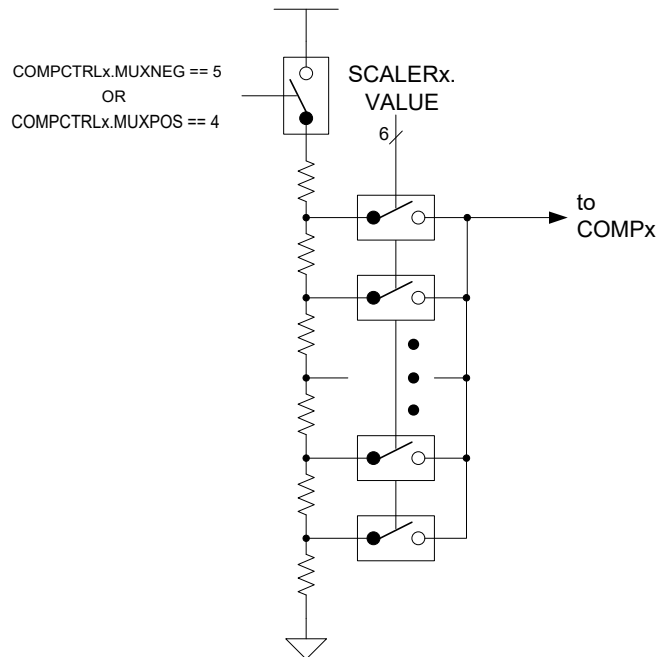 COMPCTRLx.MUXNEG == 5
OR
COMPCTRLx.MUXPOS == 4
SCALERx.
VALUE
6
to
COMPx